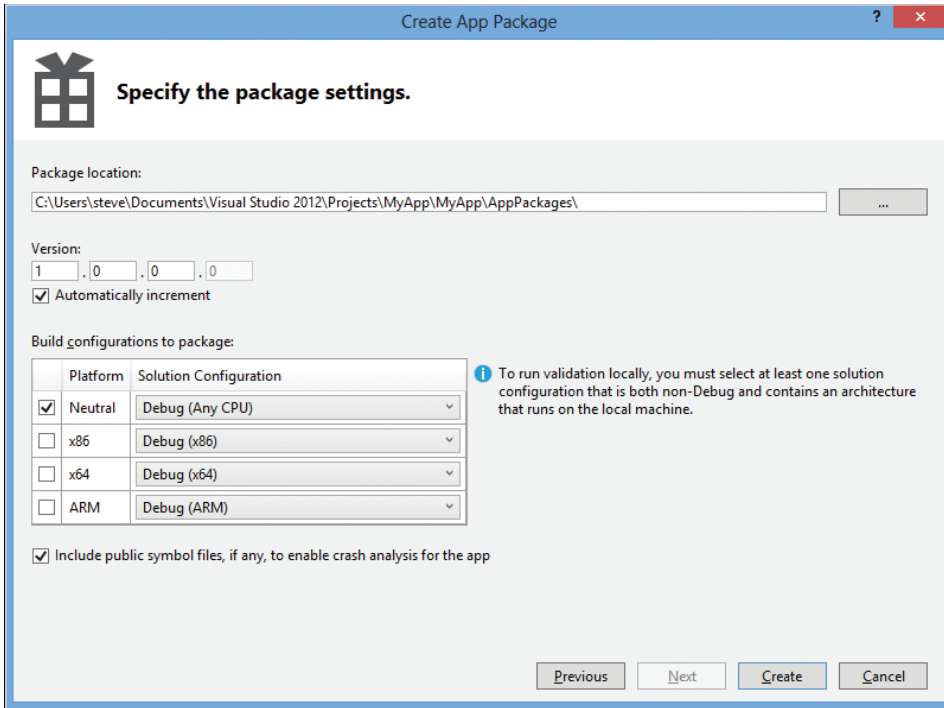 Create App Package
?
Specify the package settings.
Package location:
C:\Users\steve\Documents\Visual Studio 2012\Projects\MyApp\MyApp\AppPackages\ ...
Version:
1 . 0 . 0 . 0
Automatically increment
Build configurations to package:
Platform Solution Configuration
Neutral Debug (Any CPU)
x86 Debug (x86)
x64 Debug (x64)
ARM Debug (ARM)
To run validation locally, you must select at least one solution
configuration that is both non-Debug and contains an architecture
that runs on the local machine.
Include public symbol files, if any, to enable crash analysis for the app
Previous Next Create Cancel